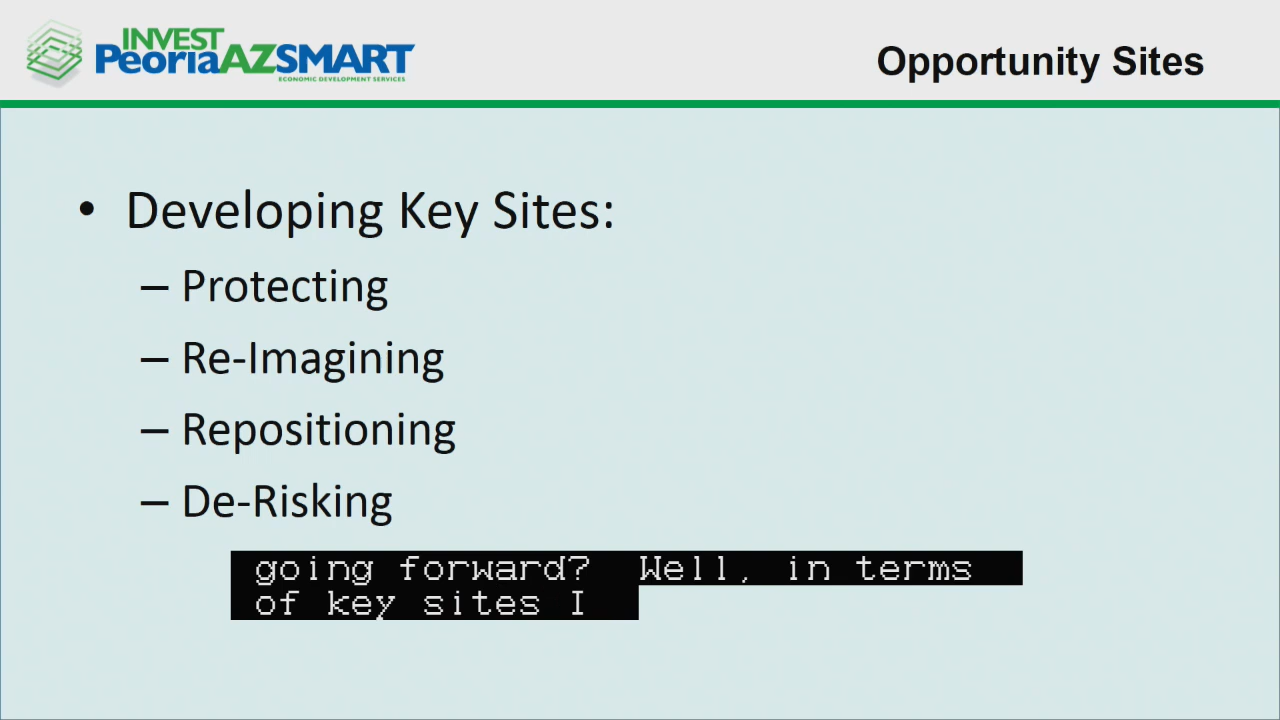 INVEST
PeoriaAZSMART
ECONOMIC DEVELOPMENT SERVICES
Opportunity Sites
• Developing Key Sites:
– Protecting
– Re-Imagining
– Repositioning
– De-Risking
going forward? Well, in terms
of key sites I